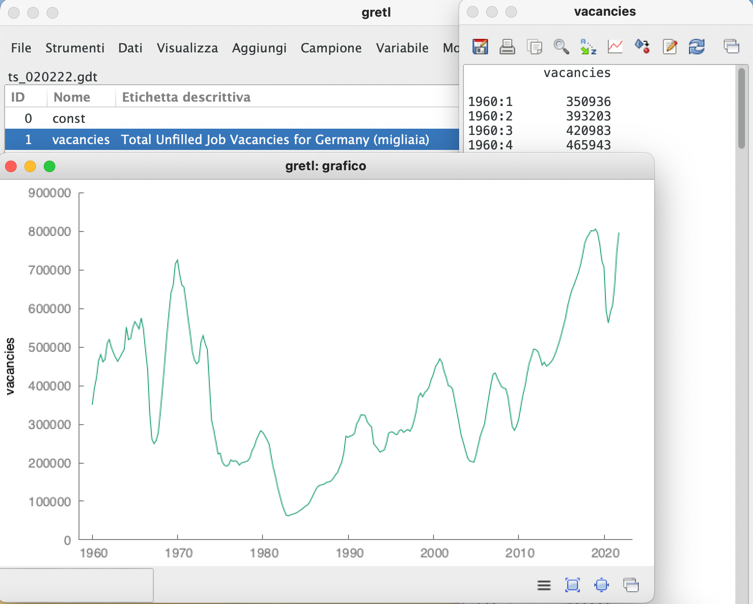 gretl
File Strumenti Dati Visualizza Aggiungi Campione Variabile Mo
ts_020222.gdt
ID Nome Etichetta descrittiva
0 const
1 vacancies Total Unfilled Job Vacancies for Germany (migliaia)
vacancies
vacancies
1960:1 350936
1960:2 393203
1960:3 420983
1960:4 465943
gretl: grafico
900000
800000
700000
600000
500000
400000
300000
200000
100000
0
vacancies
1960 1970 1980 1990 2000 2010 2020